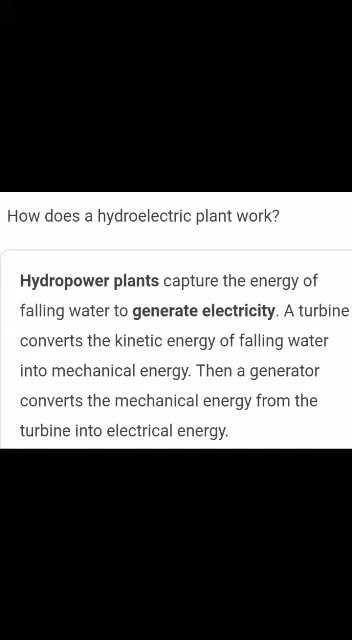 How does a hydroelectric plant work?
Hydropower plants capture the energy of
falling water to generate electricity. A turbine
converts the kinetic energy of falling water
into mechanical energy. Then a generator
converts the mechanical energy from the
turbine into electrical energy.